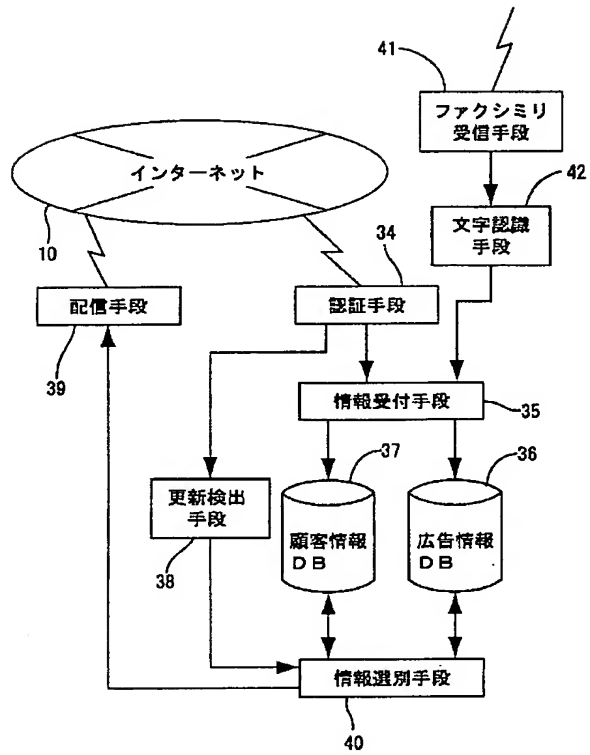 41
ファクシミリ
受信手段
インターネット
42
文字認識
手段
10
34
配信手段
39
認証手段
情報受付手段
35
37
36
更新検出
手段
38
顧客情報
DB
広告情報
DB
情報選別手段
40